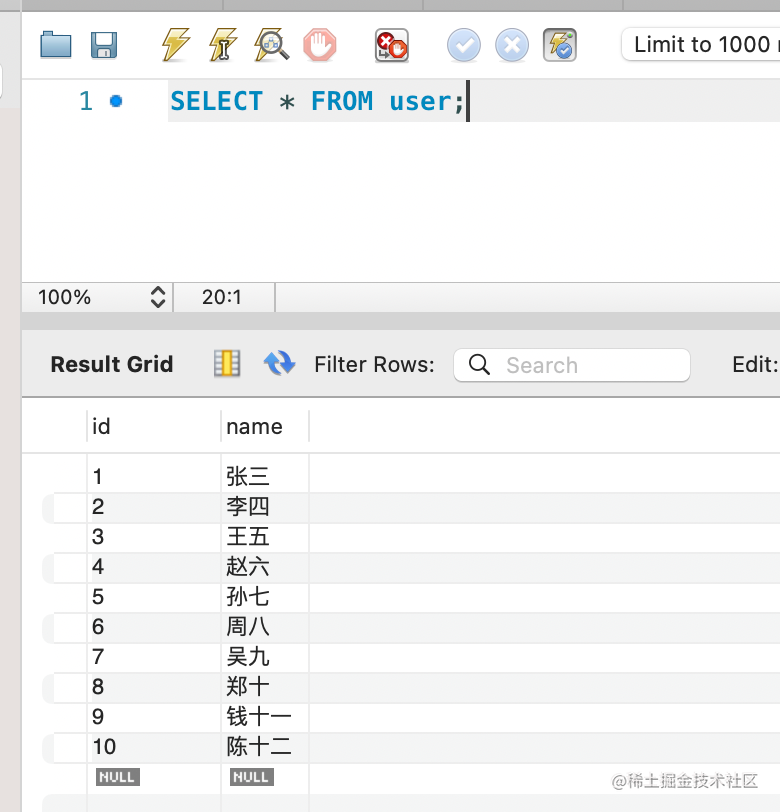 Limit to 1000
1 SELECT * FROM user;
100% 20:1
Result Grid Filter Rows: Search Edit:
id name
1 张三
2 李四
3 王五
4 赵六
5 孙七
6 周八
7 吴九
8 郑十
9 钱十一
10 陈十二
NULL NULL
@稀土掘金技术社区